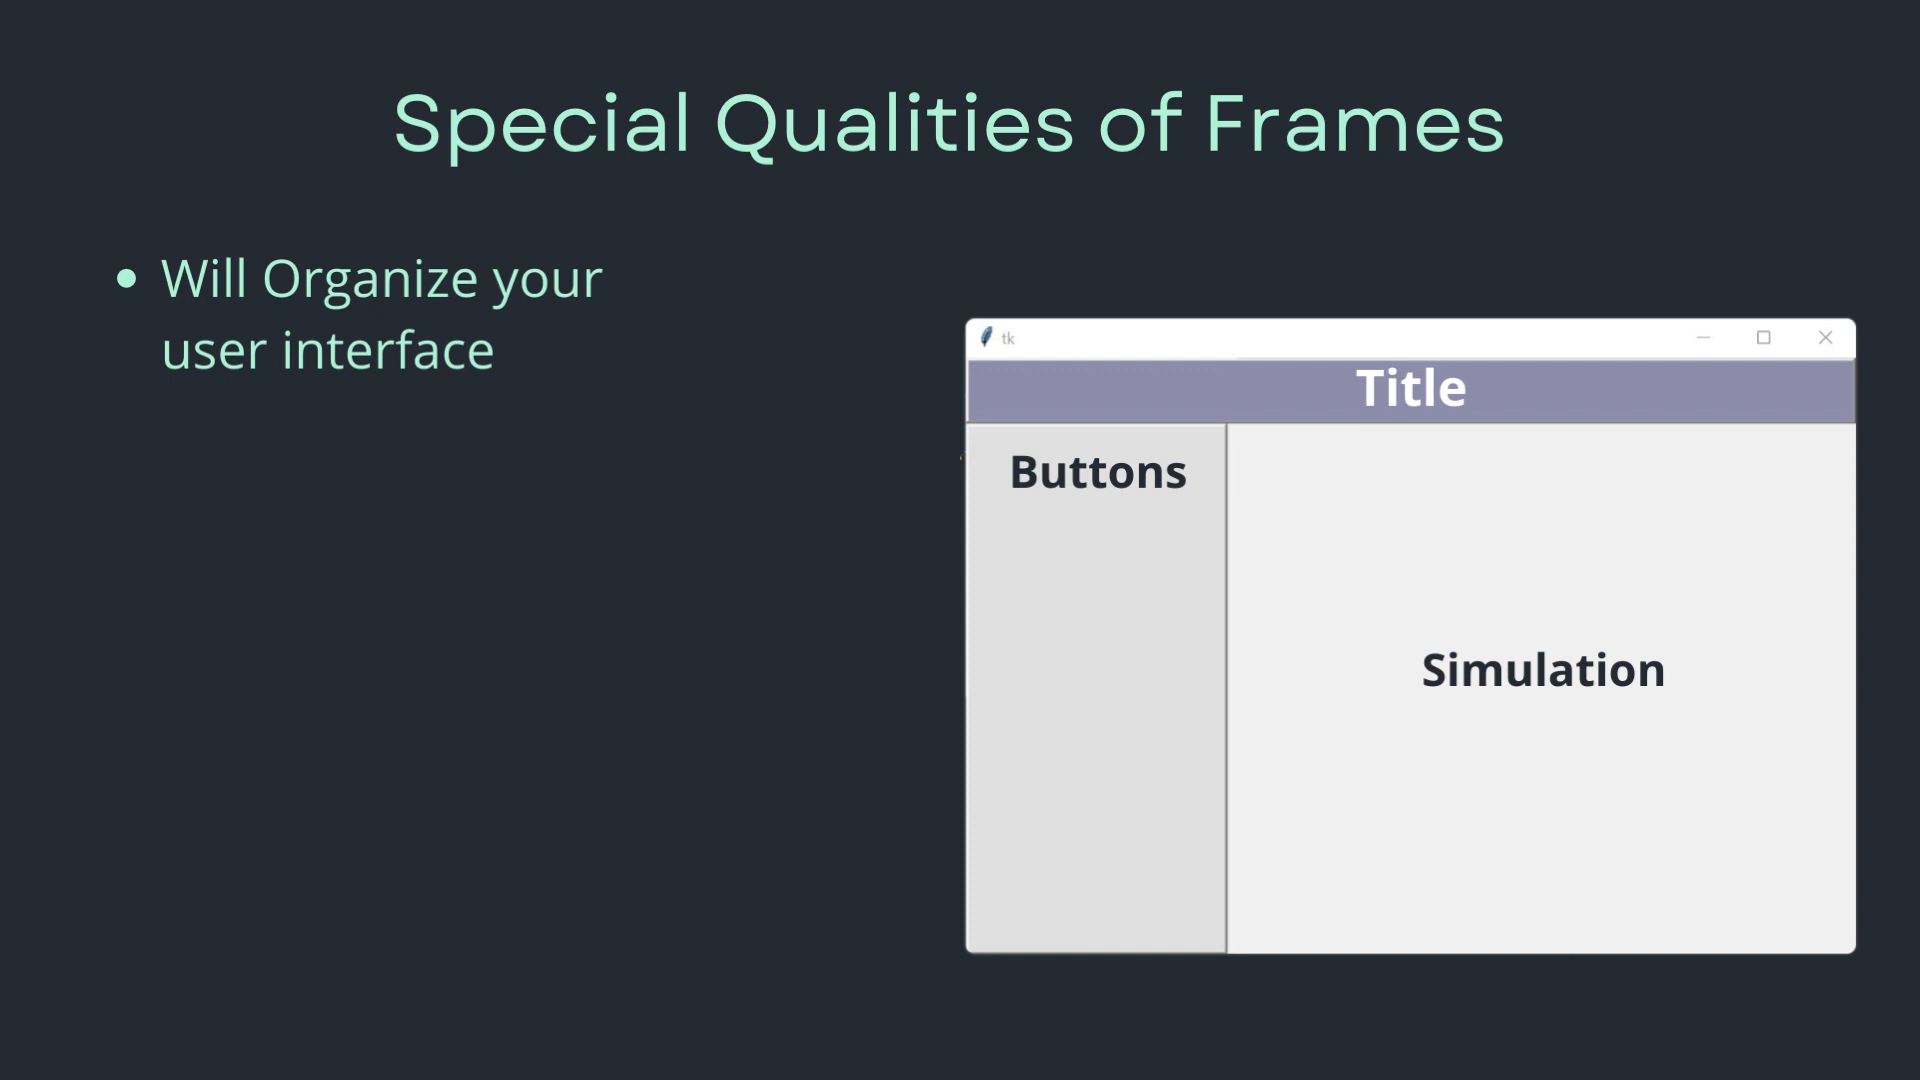 Special Qualities of Frames
• Will Organize your
user interface
tk
Title
Buttons
Simulation